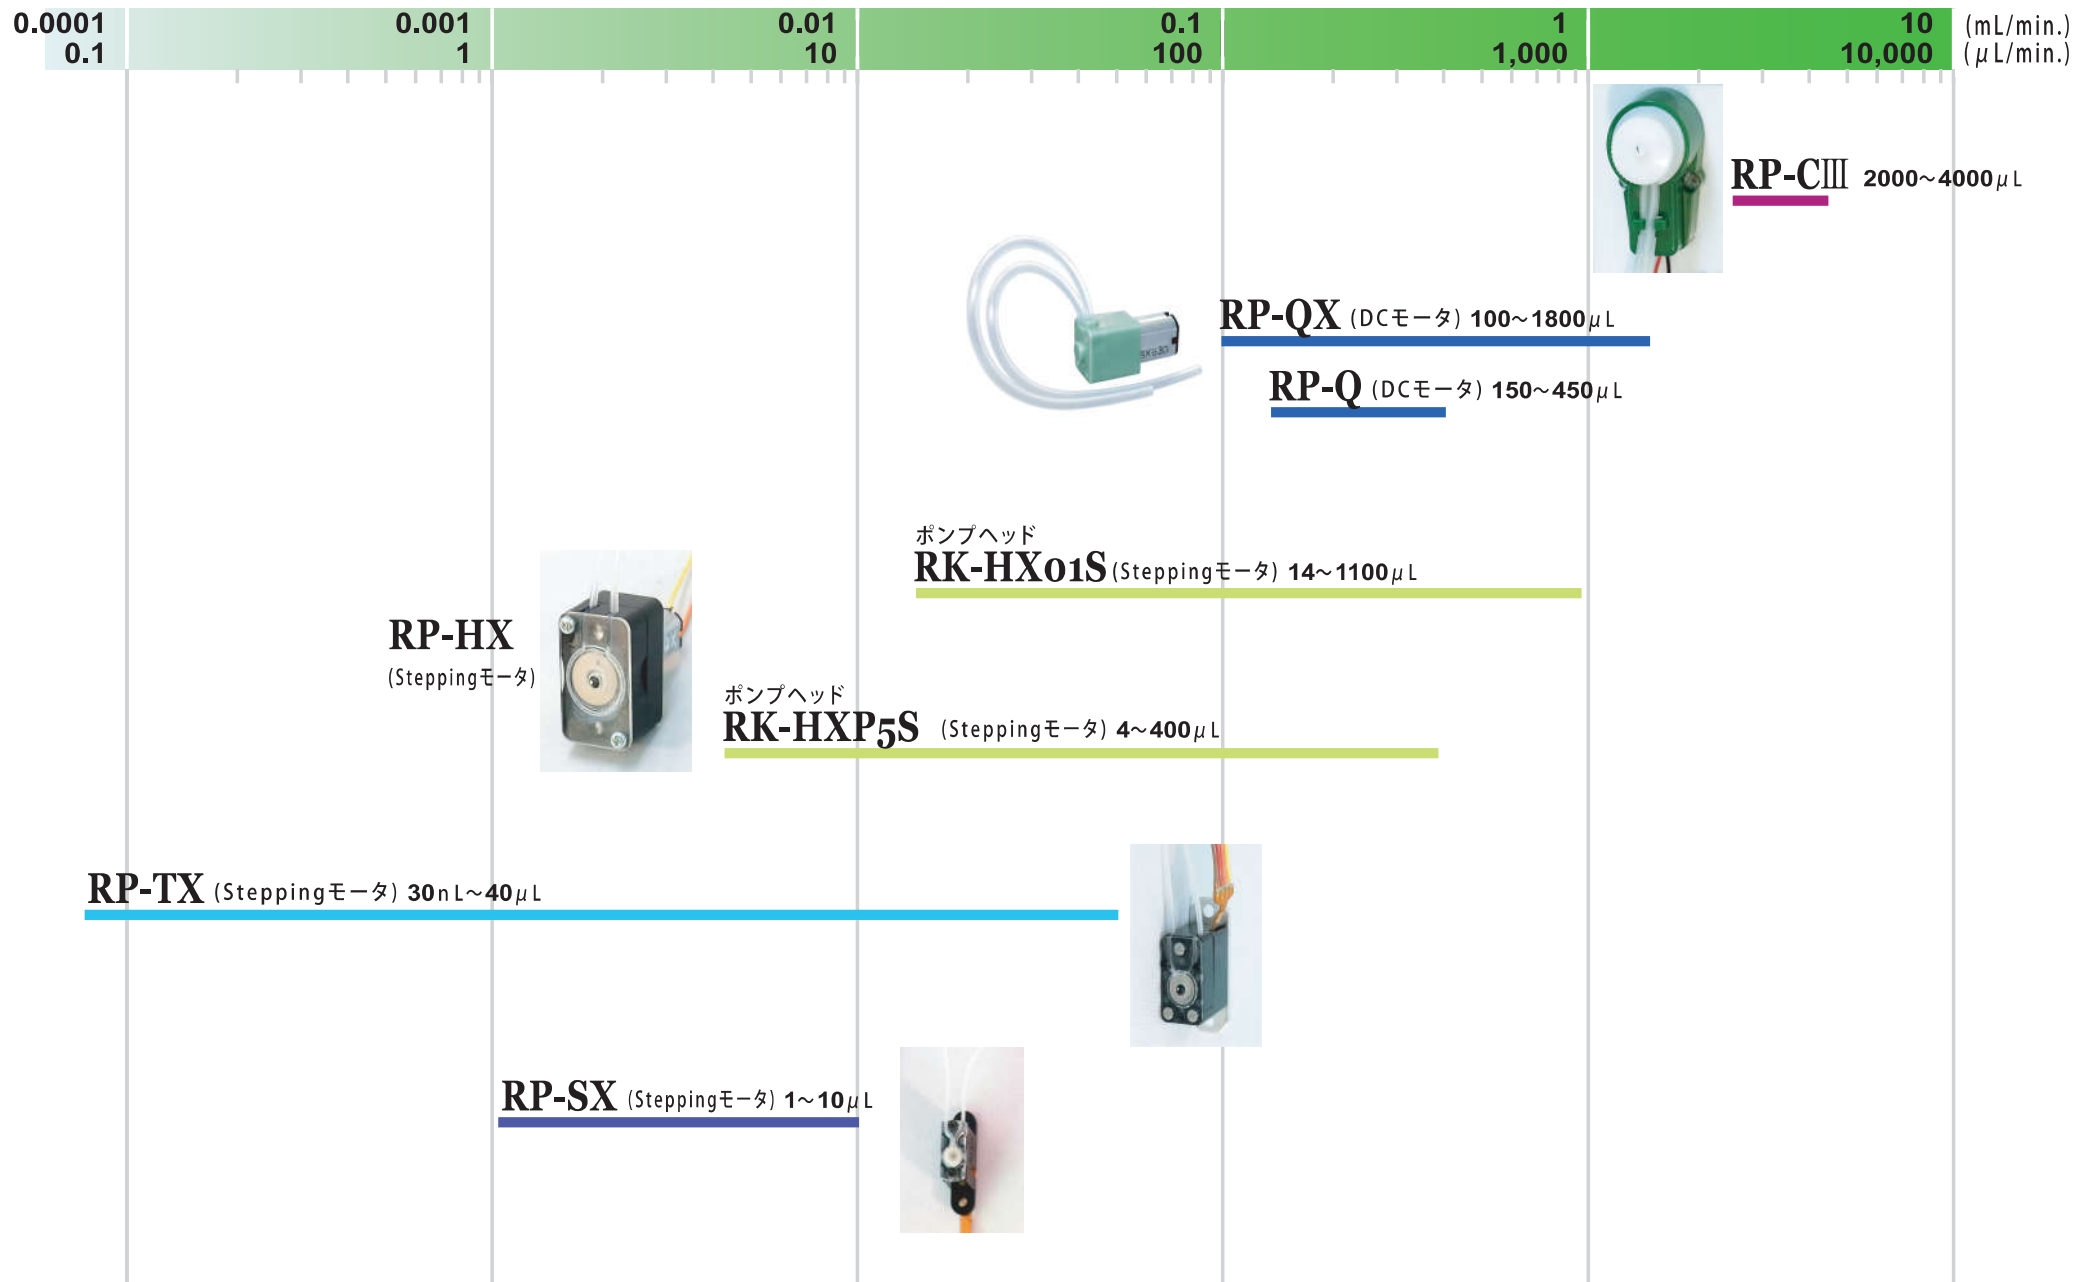 0.0001 0.001 0.01 0.1 1 10 (mL/min.)
0.1 1 10 100 1,000 10,000 (μL/min.)
RP-CⅢ 2000~4000μL
RP-QX (DCモータ) 100~1800μL
RP-Q (DCモータ) 150~450μL
ポンプヘッド
RK-HX01S (Steppingモータ) 14~1100μL
RP-HX
(Steppingモータ)
ポンプヘッド
RK-HXP5S (Steppingモータ) 4~400μL
RP-TX (Steppingモータ) 30nL~40μL
RP-SX (Steppingモータ) 1~10μL